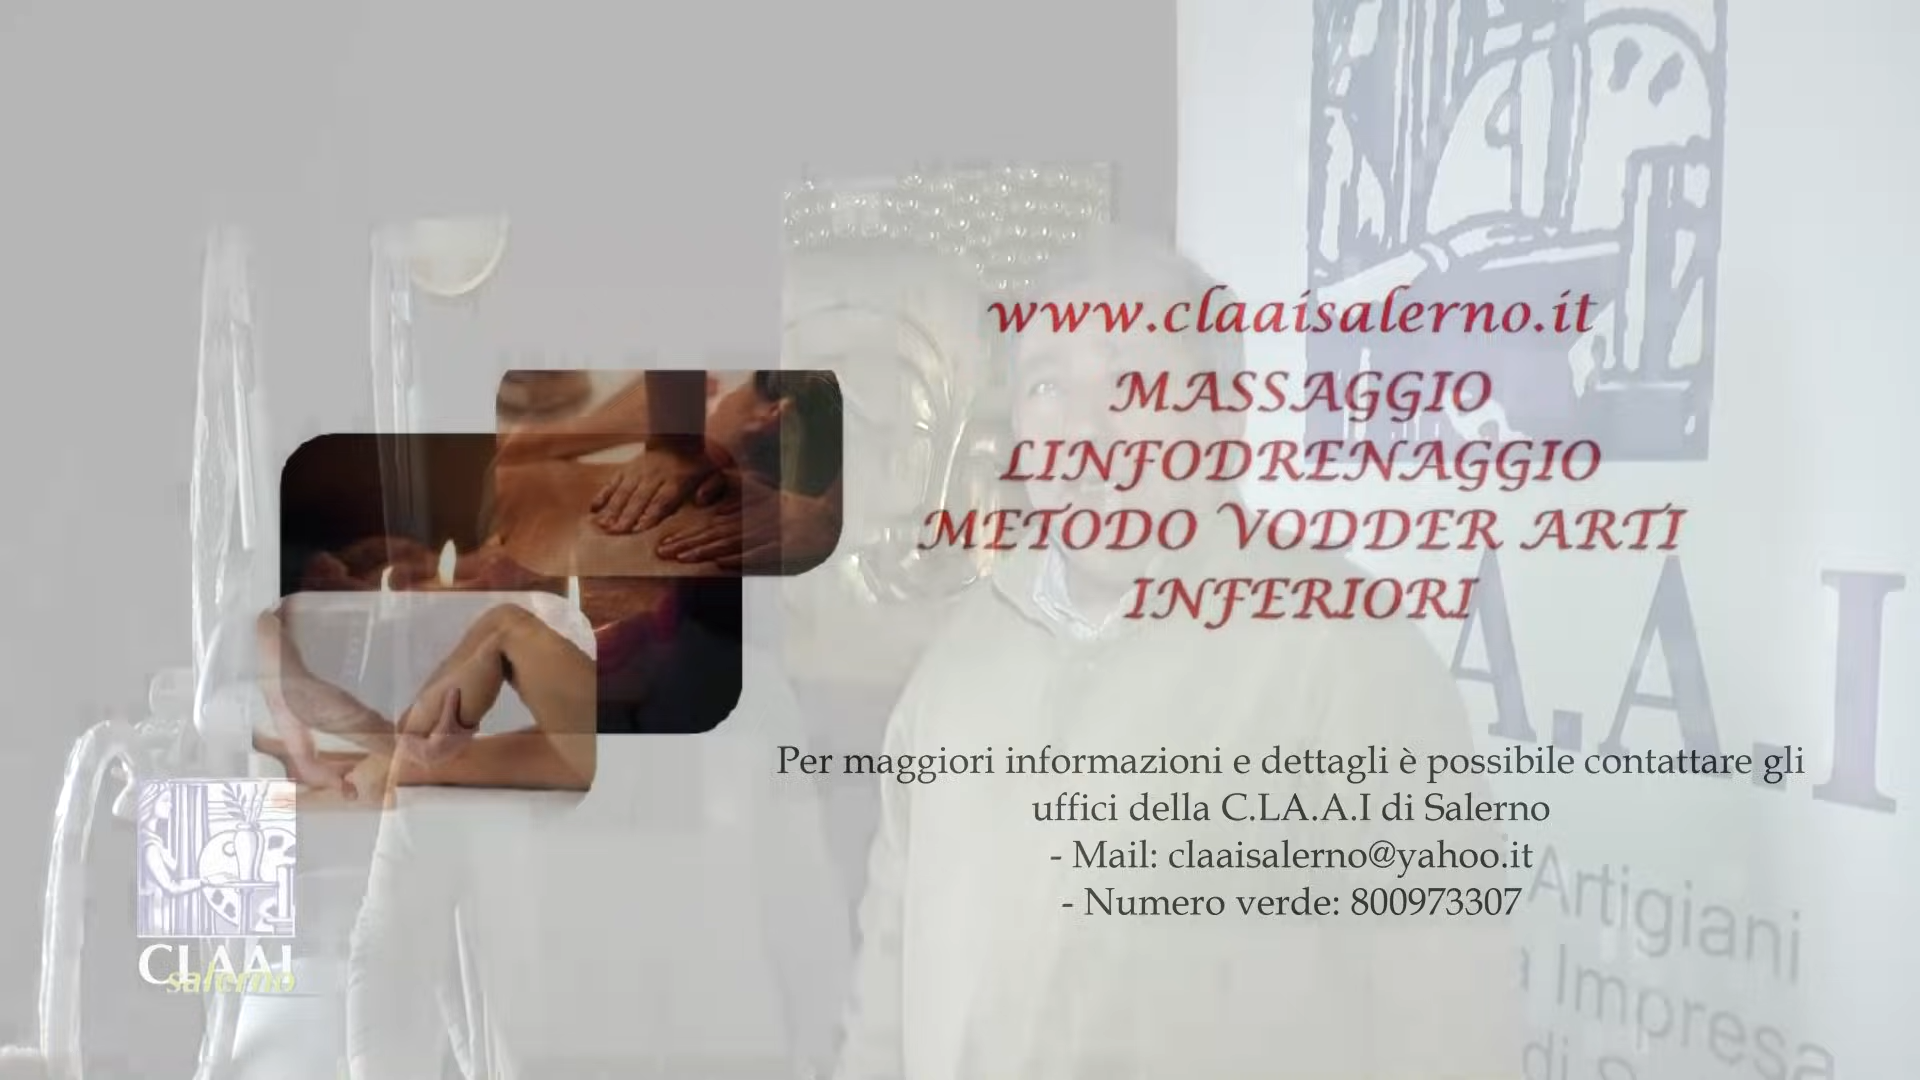 www.claaisalerno.it
MASSAGGIO
LINFODRENAGGIO
METODO VODDER ARTI
INFERIORI
A.A.I
Per maggiori informazioni e dettagli è possibile contattare gli
uffici della C.LA.A.I di Salerno
- Mail: claaisalerno@yahoo.it
- Numero verde: 800973307
Artigiani
a Impresa
di
CLAAI
salerno